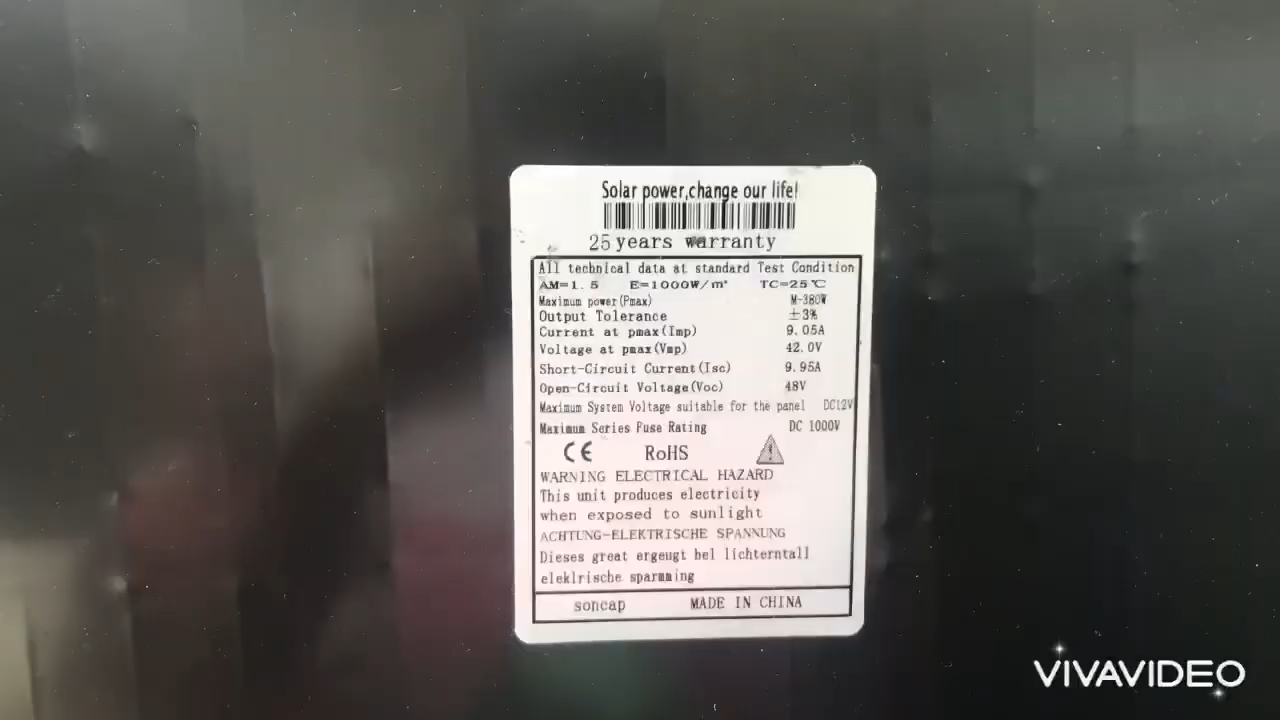 Solar power,change our life!
25 years warranty
All technical data at standard Test Condition
AM=1.5 E=1000W/m² TC=25℃
Maximum power(Pmax) M-380W
Output Tolerance ±3%
Current at pmax(Imp) 9.05A
Voltage at pmax(Vmp) 42.0V
Short-Circuit Current(Isc) 9.95A
Open-Circuit Voltage(Voc) 48V
Maximum System Voltage suitable for the panel DC12V
Maximum Series Fuse Rating DC 1000V
CE RoHS
WARNING ELECTRICAL HAZARD
This unit produces electricity
when exposed to sunlight
ACHTUNG-ELEKTRISCHE SPANNUNG
Dieses great ergeugt bel lichterntall
eleklrische sparmming
soncap MADE IN CHINA
VIVAVIDEO